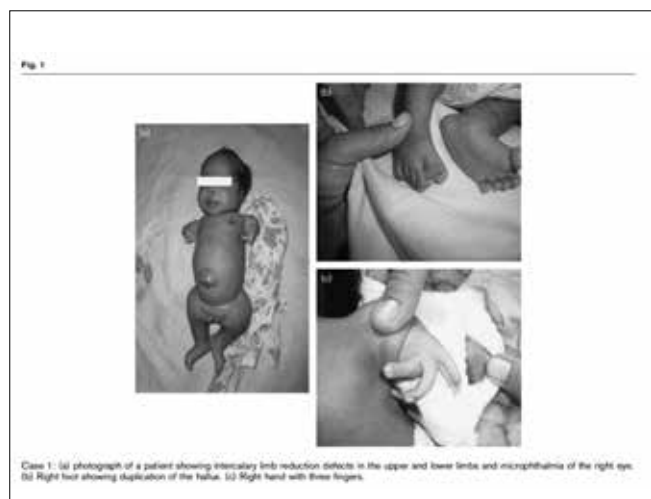 Fig. 1
(a)
(b)
(c)
Case 1: (a) photograph of a patient showing intercalary limb reduction defects in the upper and lower limbs and microphthalmia of the right eye.
(b) Right foot showing duplication of the hallux. (c) Right hand with three fingers.